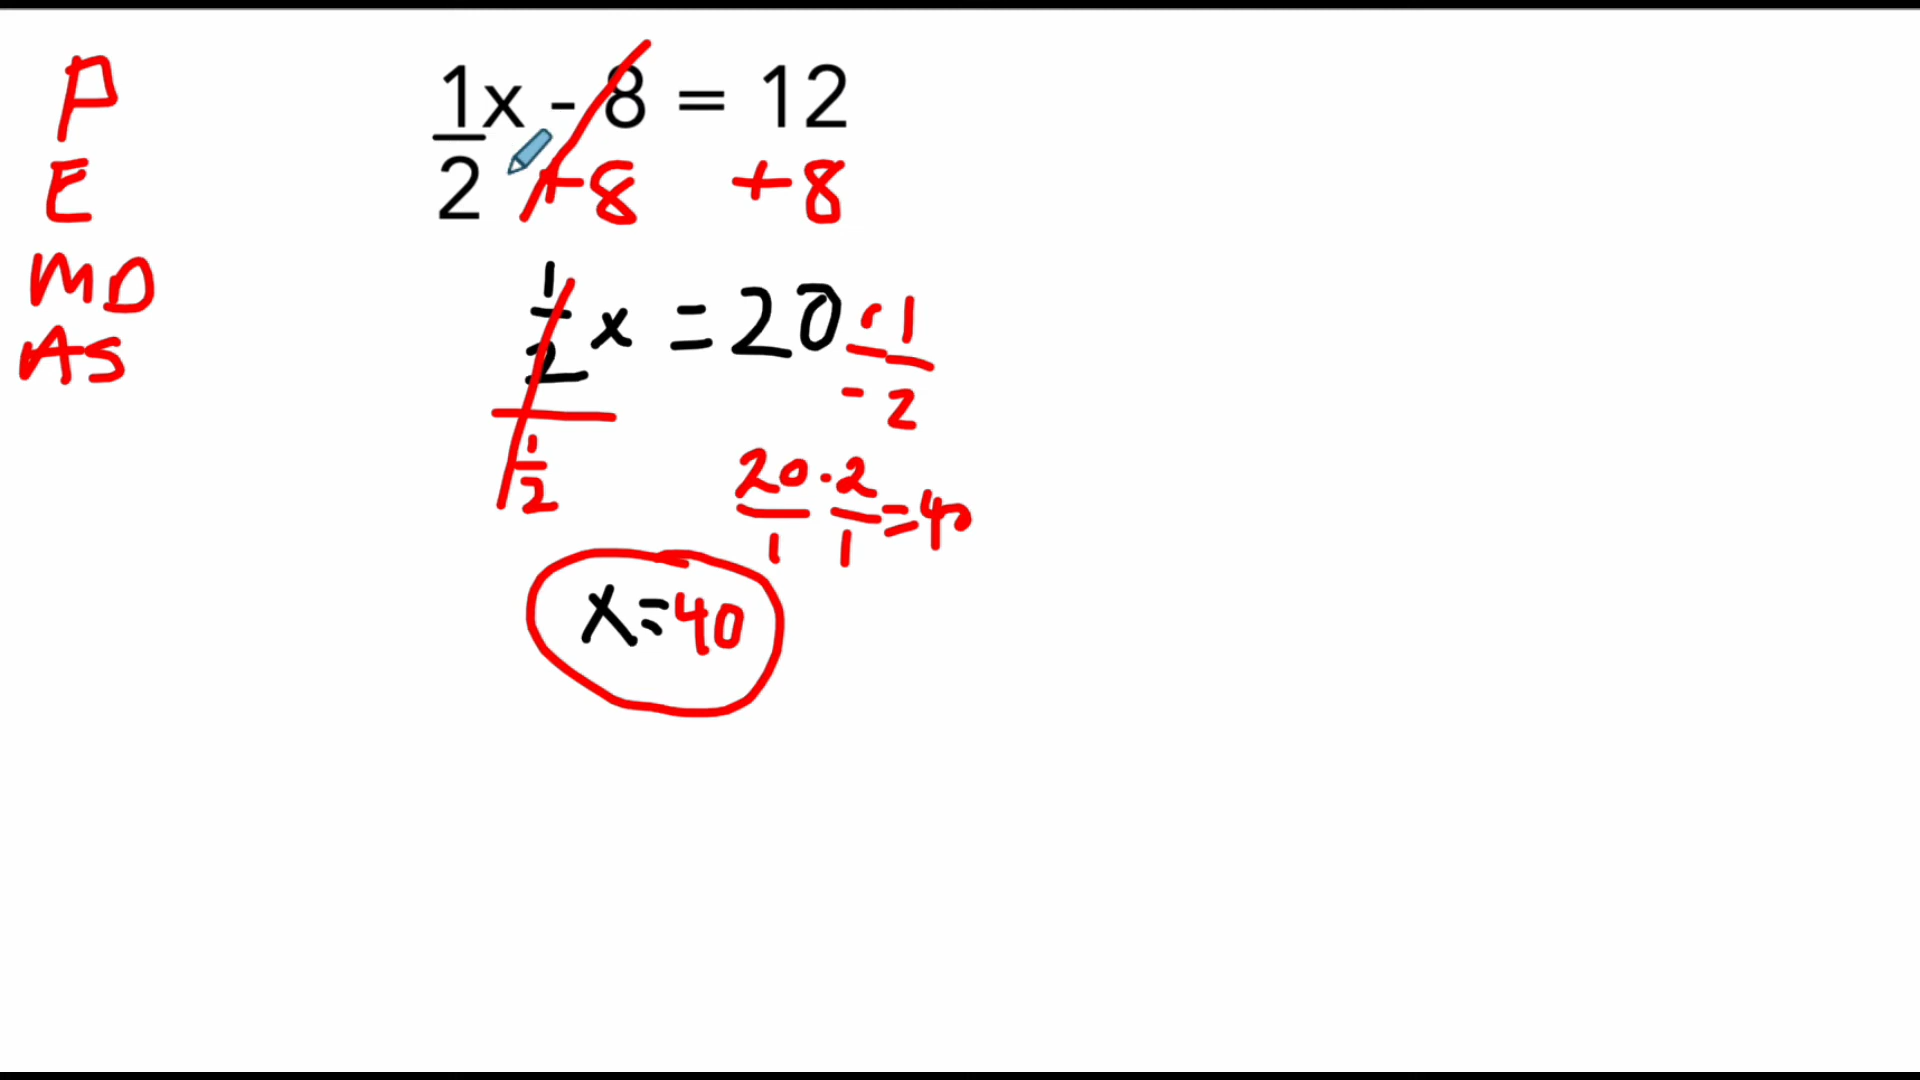 P
E
MD
AS
1x - 8 = 12
2
+8 +8
1/2 x = 20 ÷ 1/2
1/2
20/1 · 2/1 = 40
x = 40